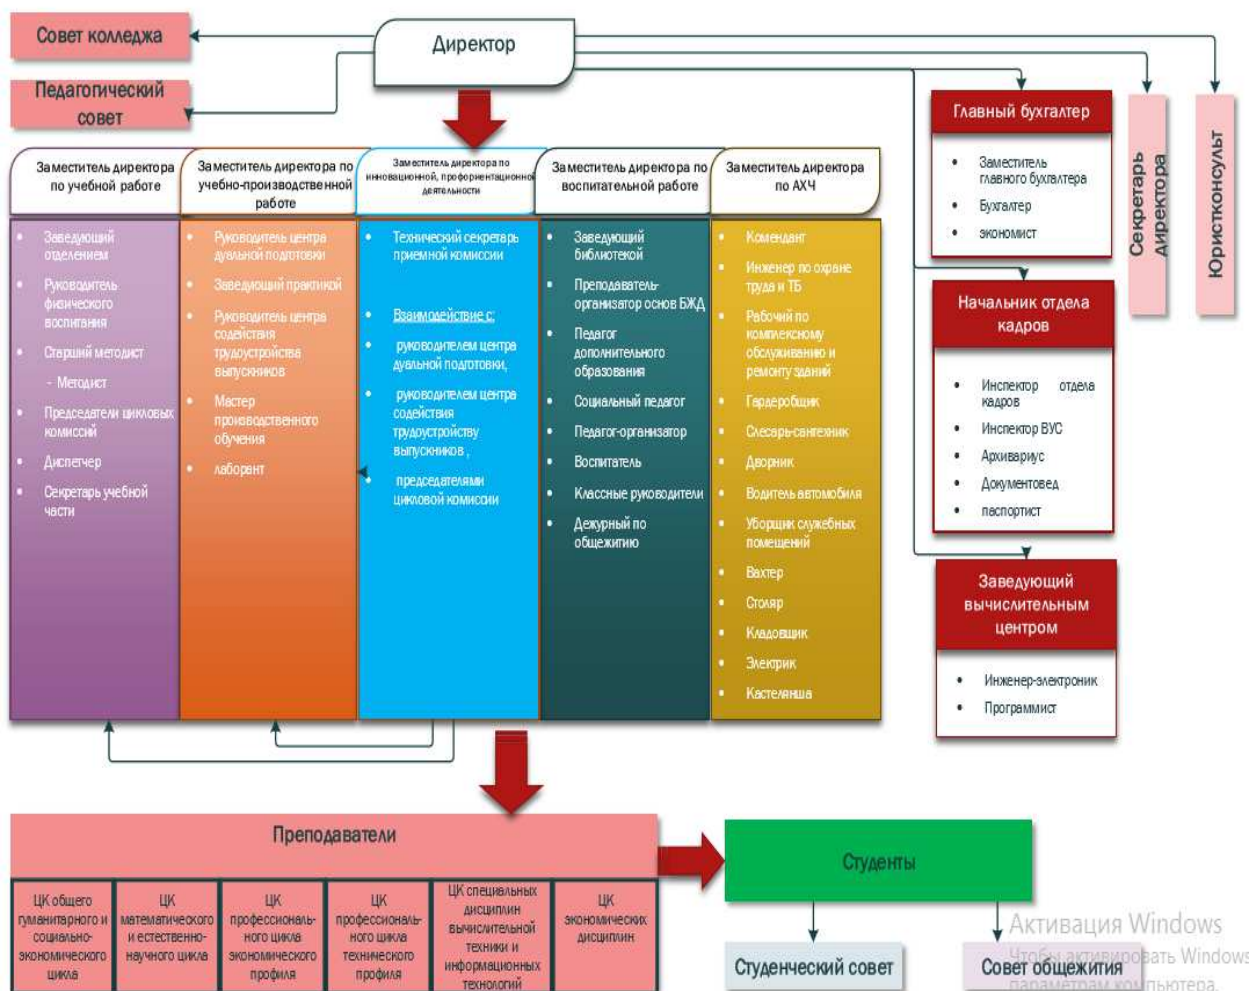 Совет колледжа
Директор
Педагогический
совет
Главный бухгалтер
• Заместитель
главного бухгалтера
• Бухгалтер
• экономист
Секретарь
директора
Юристконсульт
Заместитель директора
по учебной работе
Заместитель директора по
учебно-производственной
работе
Заместитель директора по
инновационной, профориентационной
деятельности
Заместитель директора по
воспитательной работе
Заместитель директора
по АХЧ
• Заведующий
отделением
• Руководитель
физического
воспитания
• Старший методист
- Методист
• Председатели цикловых
комиссий
• Диспетчер
• Секретарь учебной
части
• Руководитель центра
дуальной подготовки
• Заведующий практикой
• Руководитель центра
содействия
трудоустройства
выпускников
• Мастер
производственного
обучения
• лаборант
• Технический секретарь
приемной комиссии
• Взаимодействие с:
• руководителем центра
дуальной подготовки,
• руководителем центра
содействия
трудоустройству
выпускников ,
• председателями
цикловой комиссии
• Заведующий
библиотекой
• Преподаватель-
организатор основ БЖД
• Педагог
дополнительного
образования
• Социальный педагог
• Педагог-организатор
• Воспитатель
• Классные руководители
• Дежурный по
общежитию
• Комендант
• Инженер по охране
труда и ТБ
• Рабочий по
комплексному
обслуживанию и
ремонту зданий
• Гардеробщик
• Слесарь-сантехник
• Дворник
• Водитель автомобиля
• Уборщик служебных
помещений
• Вахтер
• Столяр
• Кладовщик
• Электрик
• Кастелянша
Начальник отдела
кадров
• Инспектор отдела
кадров
• Инспектор ВУС
• Архивариус
• Документовед
• паспортист
Заведующий
вычислительным
центром
• Инженер-электроник
• Программист
Преподаватели
ЦК общего
гуманитарного и
социально-
экономического
цикла
ЦК
математического
и естественно-
научного цикла
ЦК
профессиональ-
ного цикла
экономического
профиля
ЦК
профессиональ-
ного цикла
технического
профиля
ЦК специальных
дисциплин
вычислительной
техники и
информационных
технологий
ЦК
экономических
дисциплин
Студенты
Студенческий совет
Совет общежития
Активация Windows
Чтобы активировать Windows
параметрам компьютера.